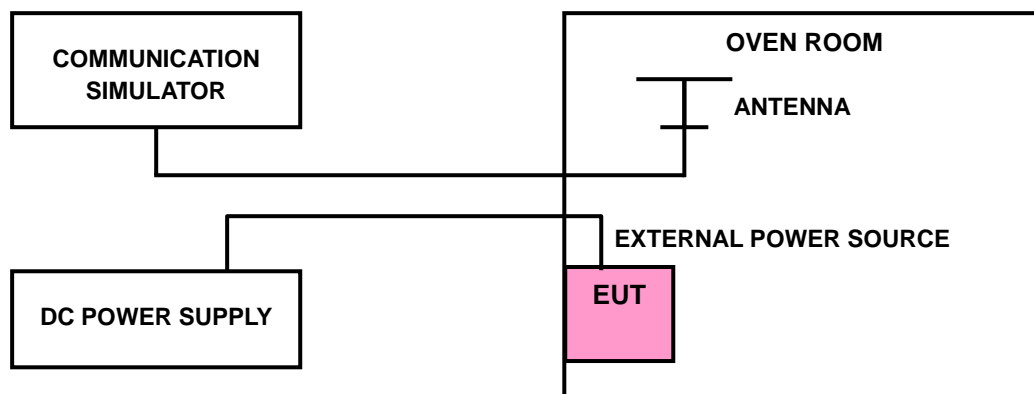 COMMUNICATION
SIMULATOR
OVEN ROOM
ANTENNA
EXTERNAL POWER SOURCE
DC POWER SUPPLY
EUT